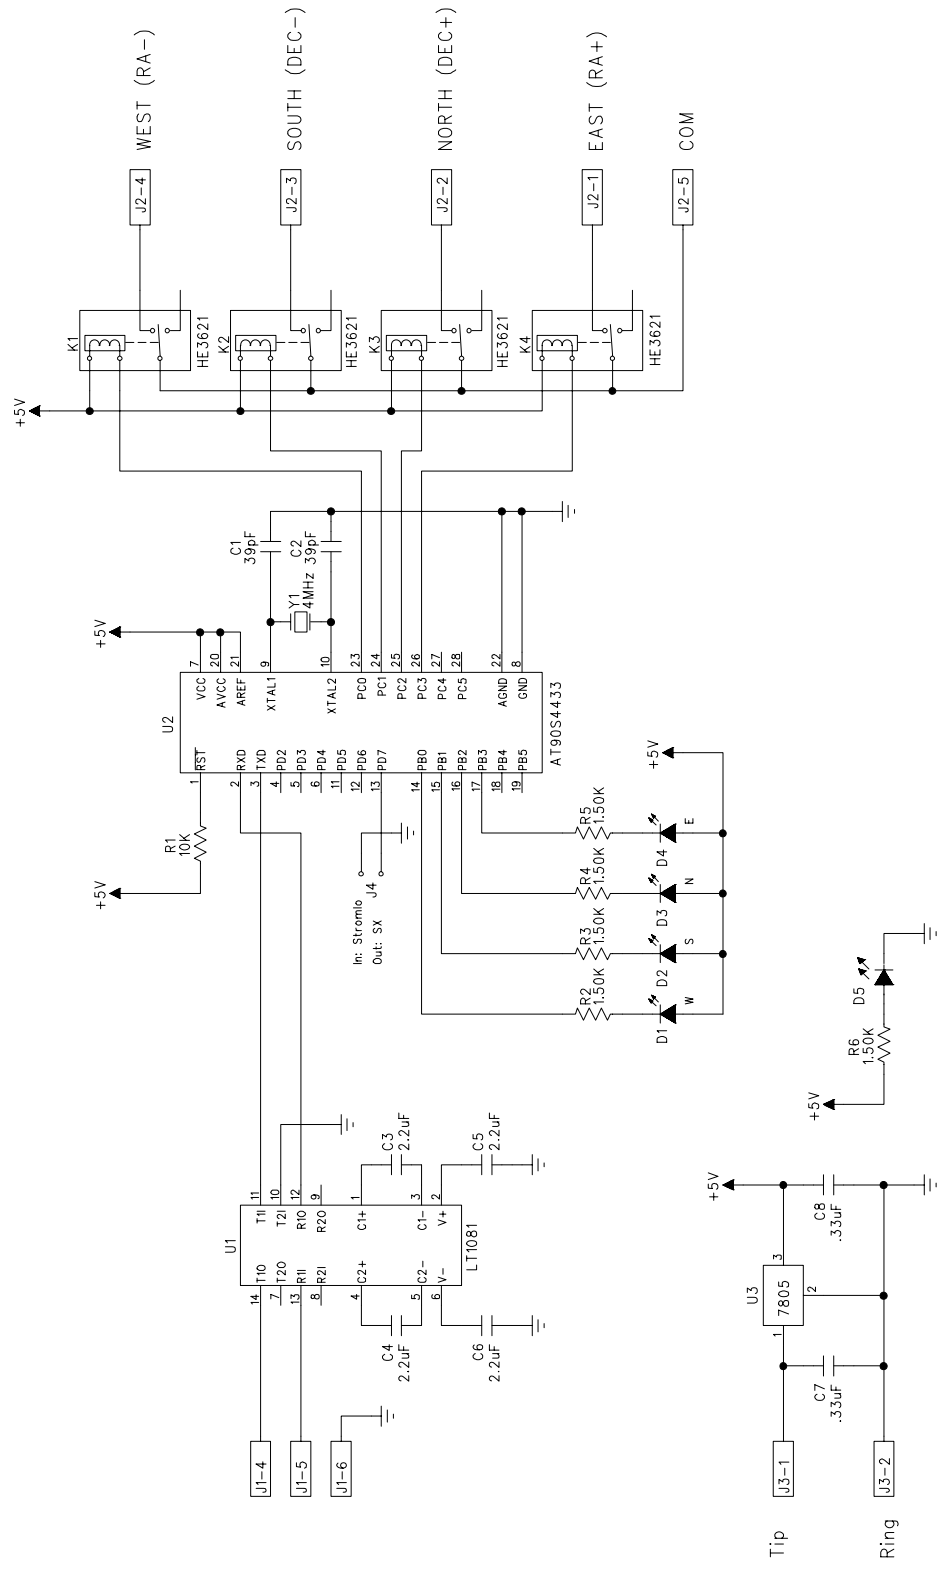 +5V
K1
HE3621
J2-4
WEST (RA-)
K2
HE3621
J2-3
SOUTH (DEC-)
K3
HE3621
J2-2
NORTH (DEC+)
K4
HE3621
J2-1
EAST (RA+)
J2-5
COM
+5V
U2
AT90S4433
7 VCC
20 AVCC
21 AREF
9 XTAL1
10 XTAL2
23 PC0
24 PC1
25 PC2
26 PC3
27 PC4
28 PC5
22 AGND
8 GND
1 RST
2 RXD
3 TXD
4 PD2
5 PD3
6 PD4
11 PD5
12 PD6
13 PD7
14 PB0
15 PB1
16 PB2
17 PB3
18 PB4
19 PB5
C1
39pF
C2
39pF
Y1
4MHz
+5V
R1
10K
In: Stromlo
Out: SX
J4
R2
1.50K
R3
1.50K
R4
1.50K
R5
1.50K
D1
W
D2
S
D3
N
D4
E
+5V
U1
LT1081
11 T1I
10 T2I
12 R1O
9 R2O
1 C1+
3 C1-
2 V+
14 T1O
7 T2O
13 R1I
8 R2I
4 C2+
5 C2-
6 V-
C3
2.2uF
C5
2.2uF
C4
2.2uF
C6
2.2uF
J1-4
J1-5
J1-6
+5V
R6
1.50K
D5
+5V
U3
7805
1
2
3
C7
.33uF
C8
.33uF
J3-1
Tip
J3-2
Ring